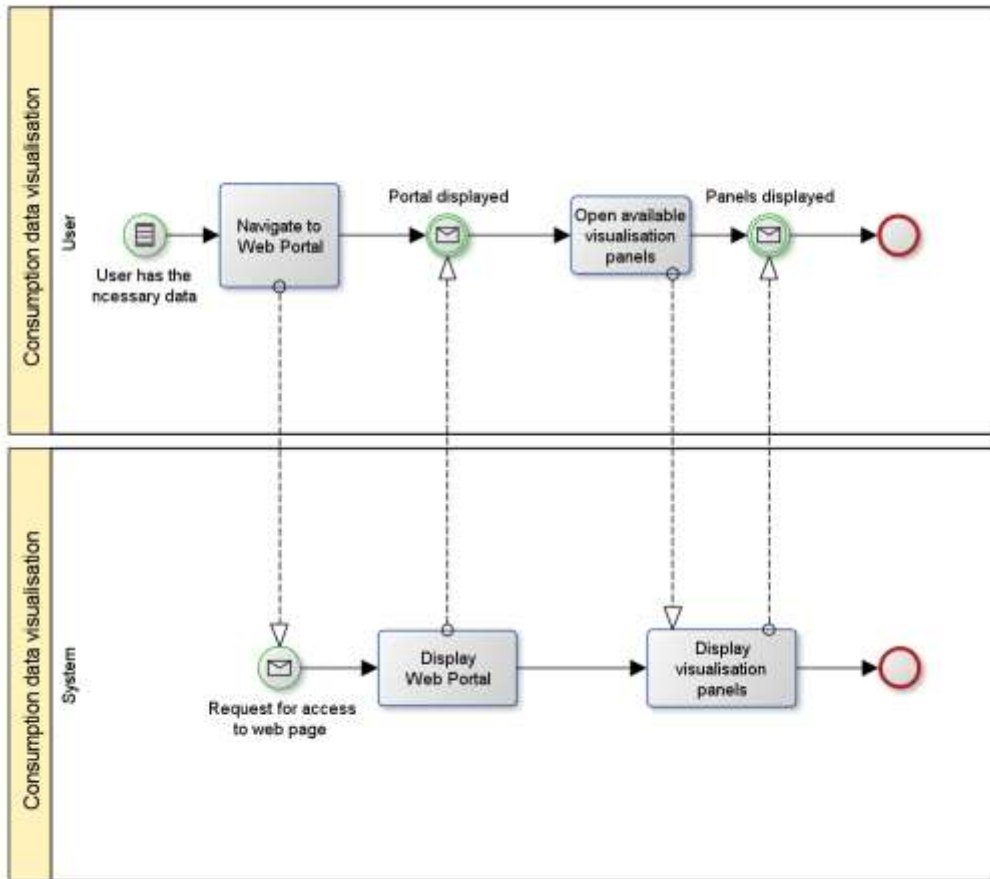 Consumption data visualisation
User
User has the
ncessary data
Navigate to
Web Portal
Portal displayed
Open available
visualisation
panels
Panels displayed
Consumption data visualisation
System
Request for access
to web page
Display
Web Portal
Display
visualisation
panels